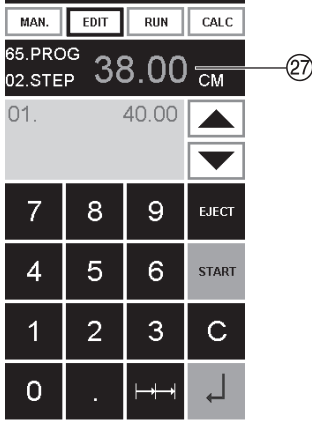 MAN. EDIT RUN CALC
65.PROG
02.STEP 38.00 CM
27
01. 40.00
7 8 9 EJECT
4 5 6 START
1 2 3 C
0 .